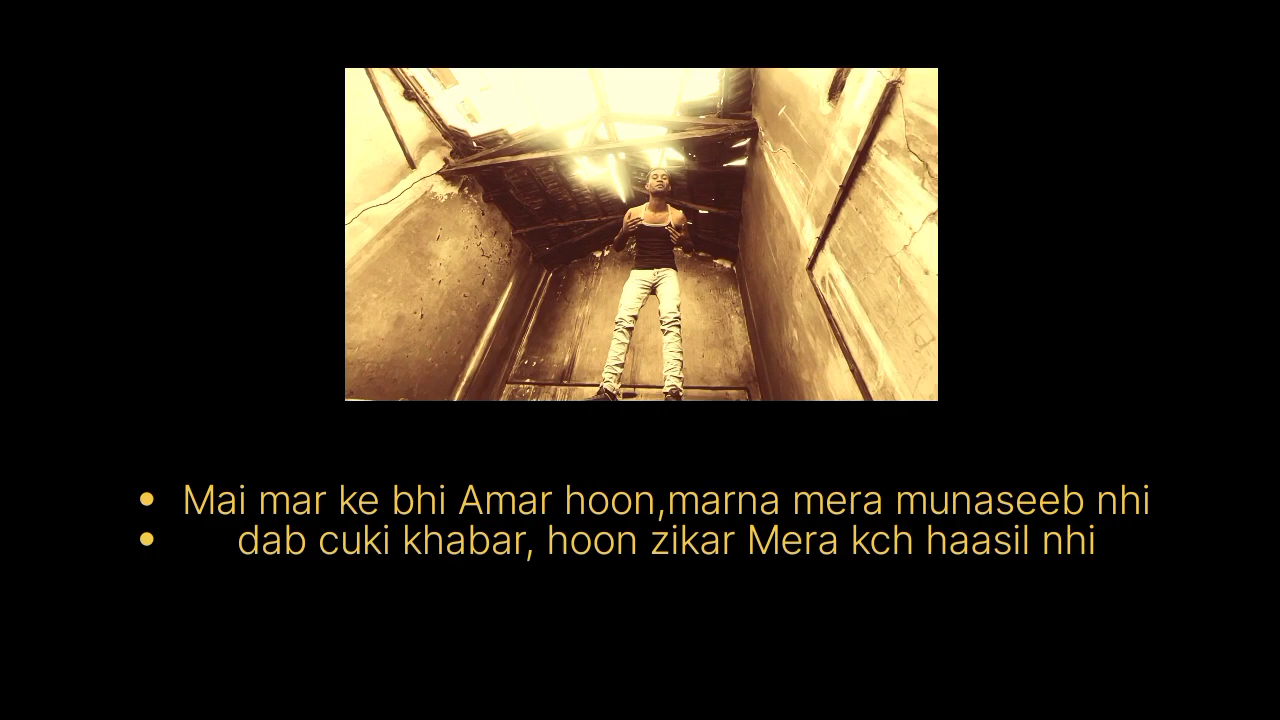 • Mai mar ke bhi Amar hoon,marna mera munaseeb nhi
• dab cuki khabar, hoon zikar Mera kch haasil nhi